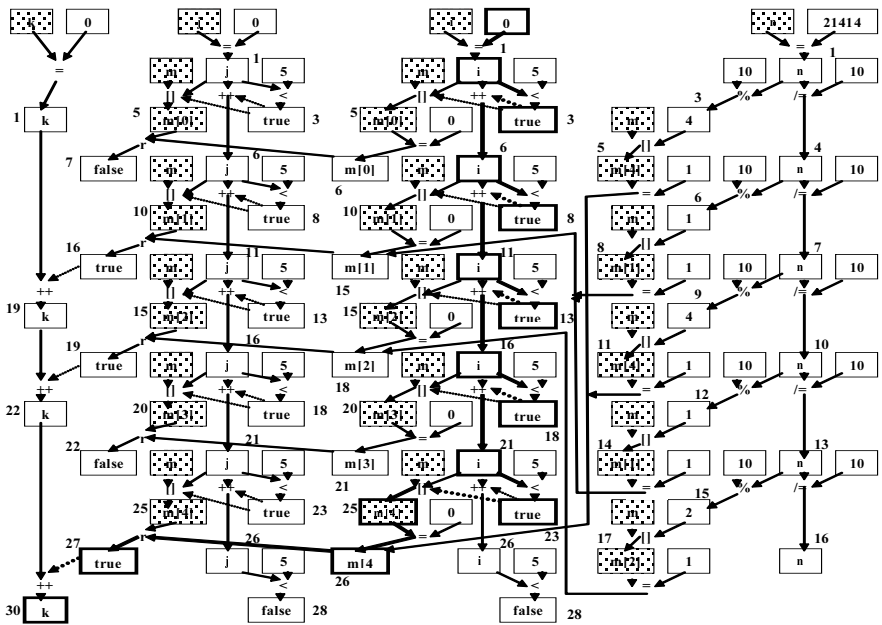 k 0 j 0 i 0 n 21414
= = = =
1 1 1
m j 5 m i 5 10 n 10
= [] ++ < [] ++ < % /=
1 k 5 m[0] true 3 5 m[0] 0 true 3 3 m 4 4
r = []
7 false 6 m j 5 m[0] 6 m i 5 5 m[4] 1 10 n 10
[] ++ < 6 [] ++ < = 6 % /=
10 m[1] true 8 10 m[1] 0 true 8 m 1
16 r = 8 [] 7
true 11 m j 5 m[1] 11 m i 5 m[1] 1 10 n 10
++ [] ++ < 15 [] ++ < = 9 % /=
19 k 15 m[2] true 13 15 m[2] 0 true 13 m 4
19 r 16 = 16 11 [] 10
true m j 5 m[2] m i 5 m[4] 1 10 n 10
++ [] ++ < 18 [] ++ < = 12 % /=
22 k 20 m[3] true 18 20 m[3] 0 true 18 m 1
22 r 21 = 21 14 [] 13
false m j 5 m[3] m i 5 m[1] 1 10 n 10
[] ++ < 21 [] ++ < = 15 % /=
25 m[4] true 23 25 m[4] 0 true 23 m 2
27 r 26 = 26 17 [] 16
true j 5 m[4 i 5 m[2] 1 n
++ < 26 < =
30 k false 28 false 28